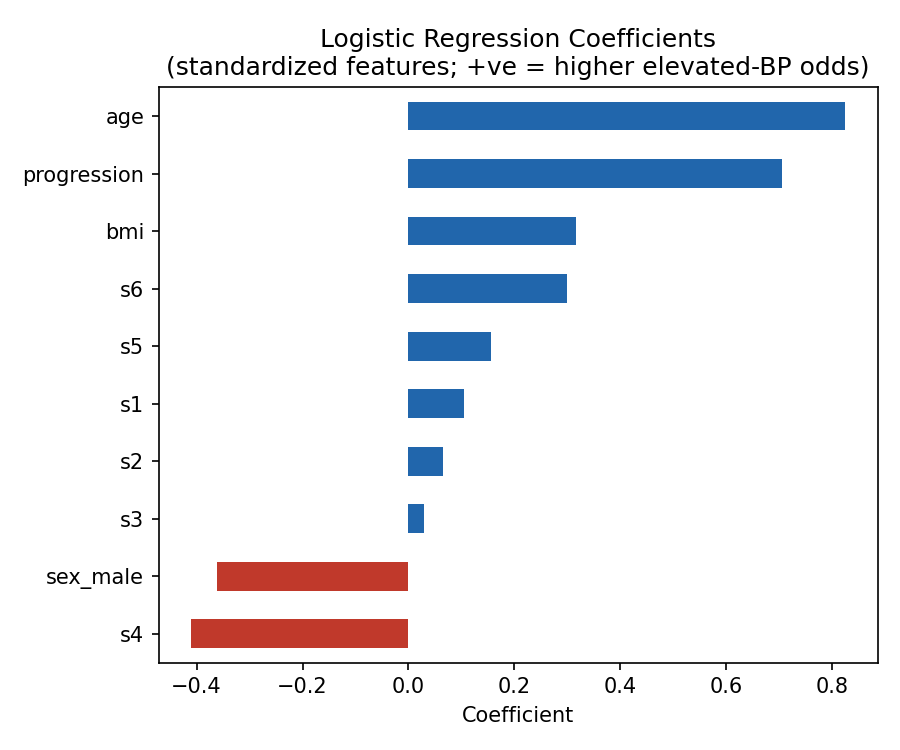 Logistic Regression Coefficients
(standardized features; +ve = higher elevated-BP odds)
age
progression
bmi
s6
s5
s1
s2
s3
sex_male
s4
−0.4 −0.2 0.0 0.2 0.4 0.6 0.8
Coefficient